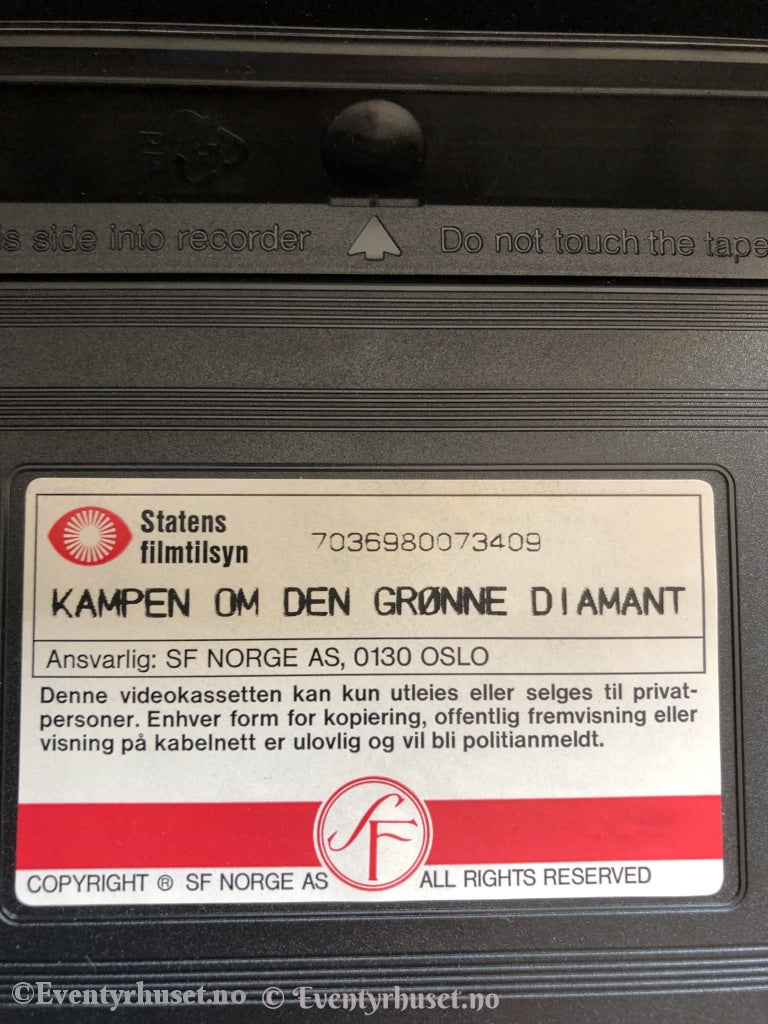 is side into recorder Do not touch the tape
Statens
filmtilsyn
7036980073409
KAMPEN OM DEN GRØNNE DIAMANT
Ansvarlig: SF NORGE AS, 0130 OSLO
Denne videokassetten kan kun utleies eller selges til privat-
personer. Enhver form for kopiering, offentlig fremvisning eller
visning på kabelnett er ulovlig og vil bli politianmeldt.
SF
COPYRIGHT ® SF NORGE AS ALL RIGHTS RESERVED
©Eventyrhuset.no © Eventyrhuset.no